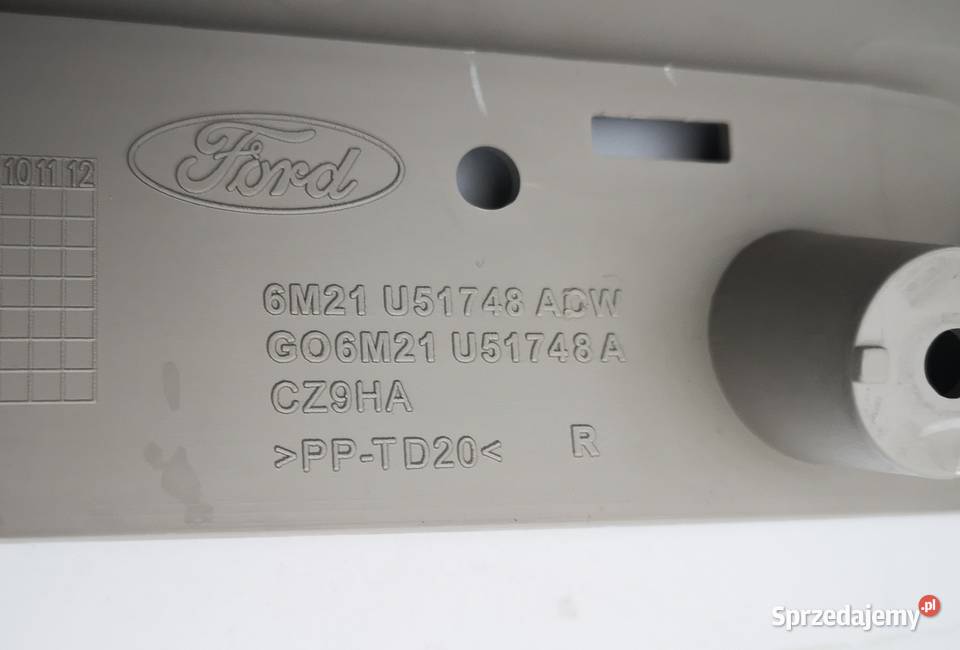 Ford
10 11 12
6M21 U51748 ADW
GO6M21 U51748 A
CZ9HA
>PP-TD20< R
Sprzedajemy.pl